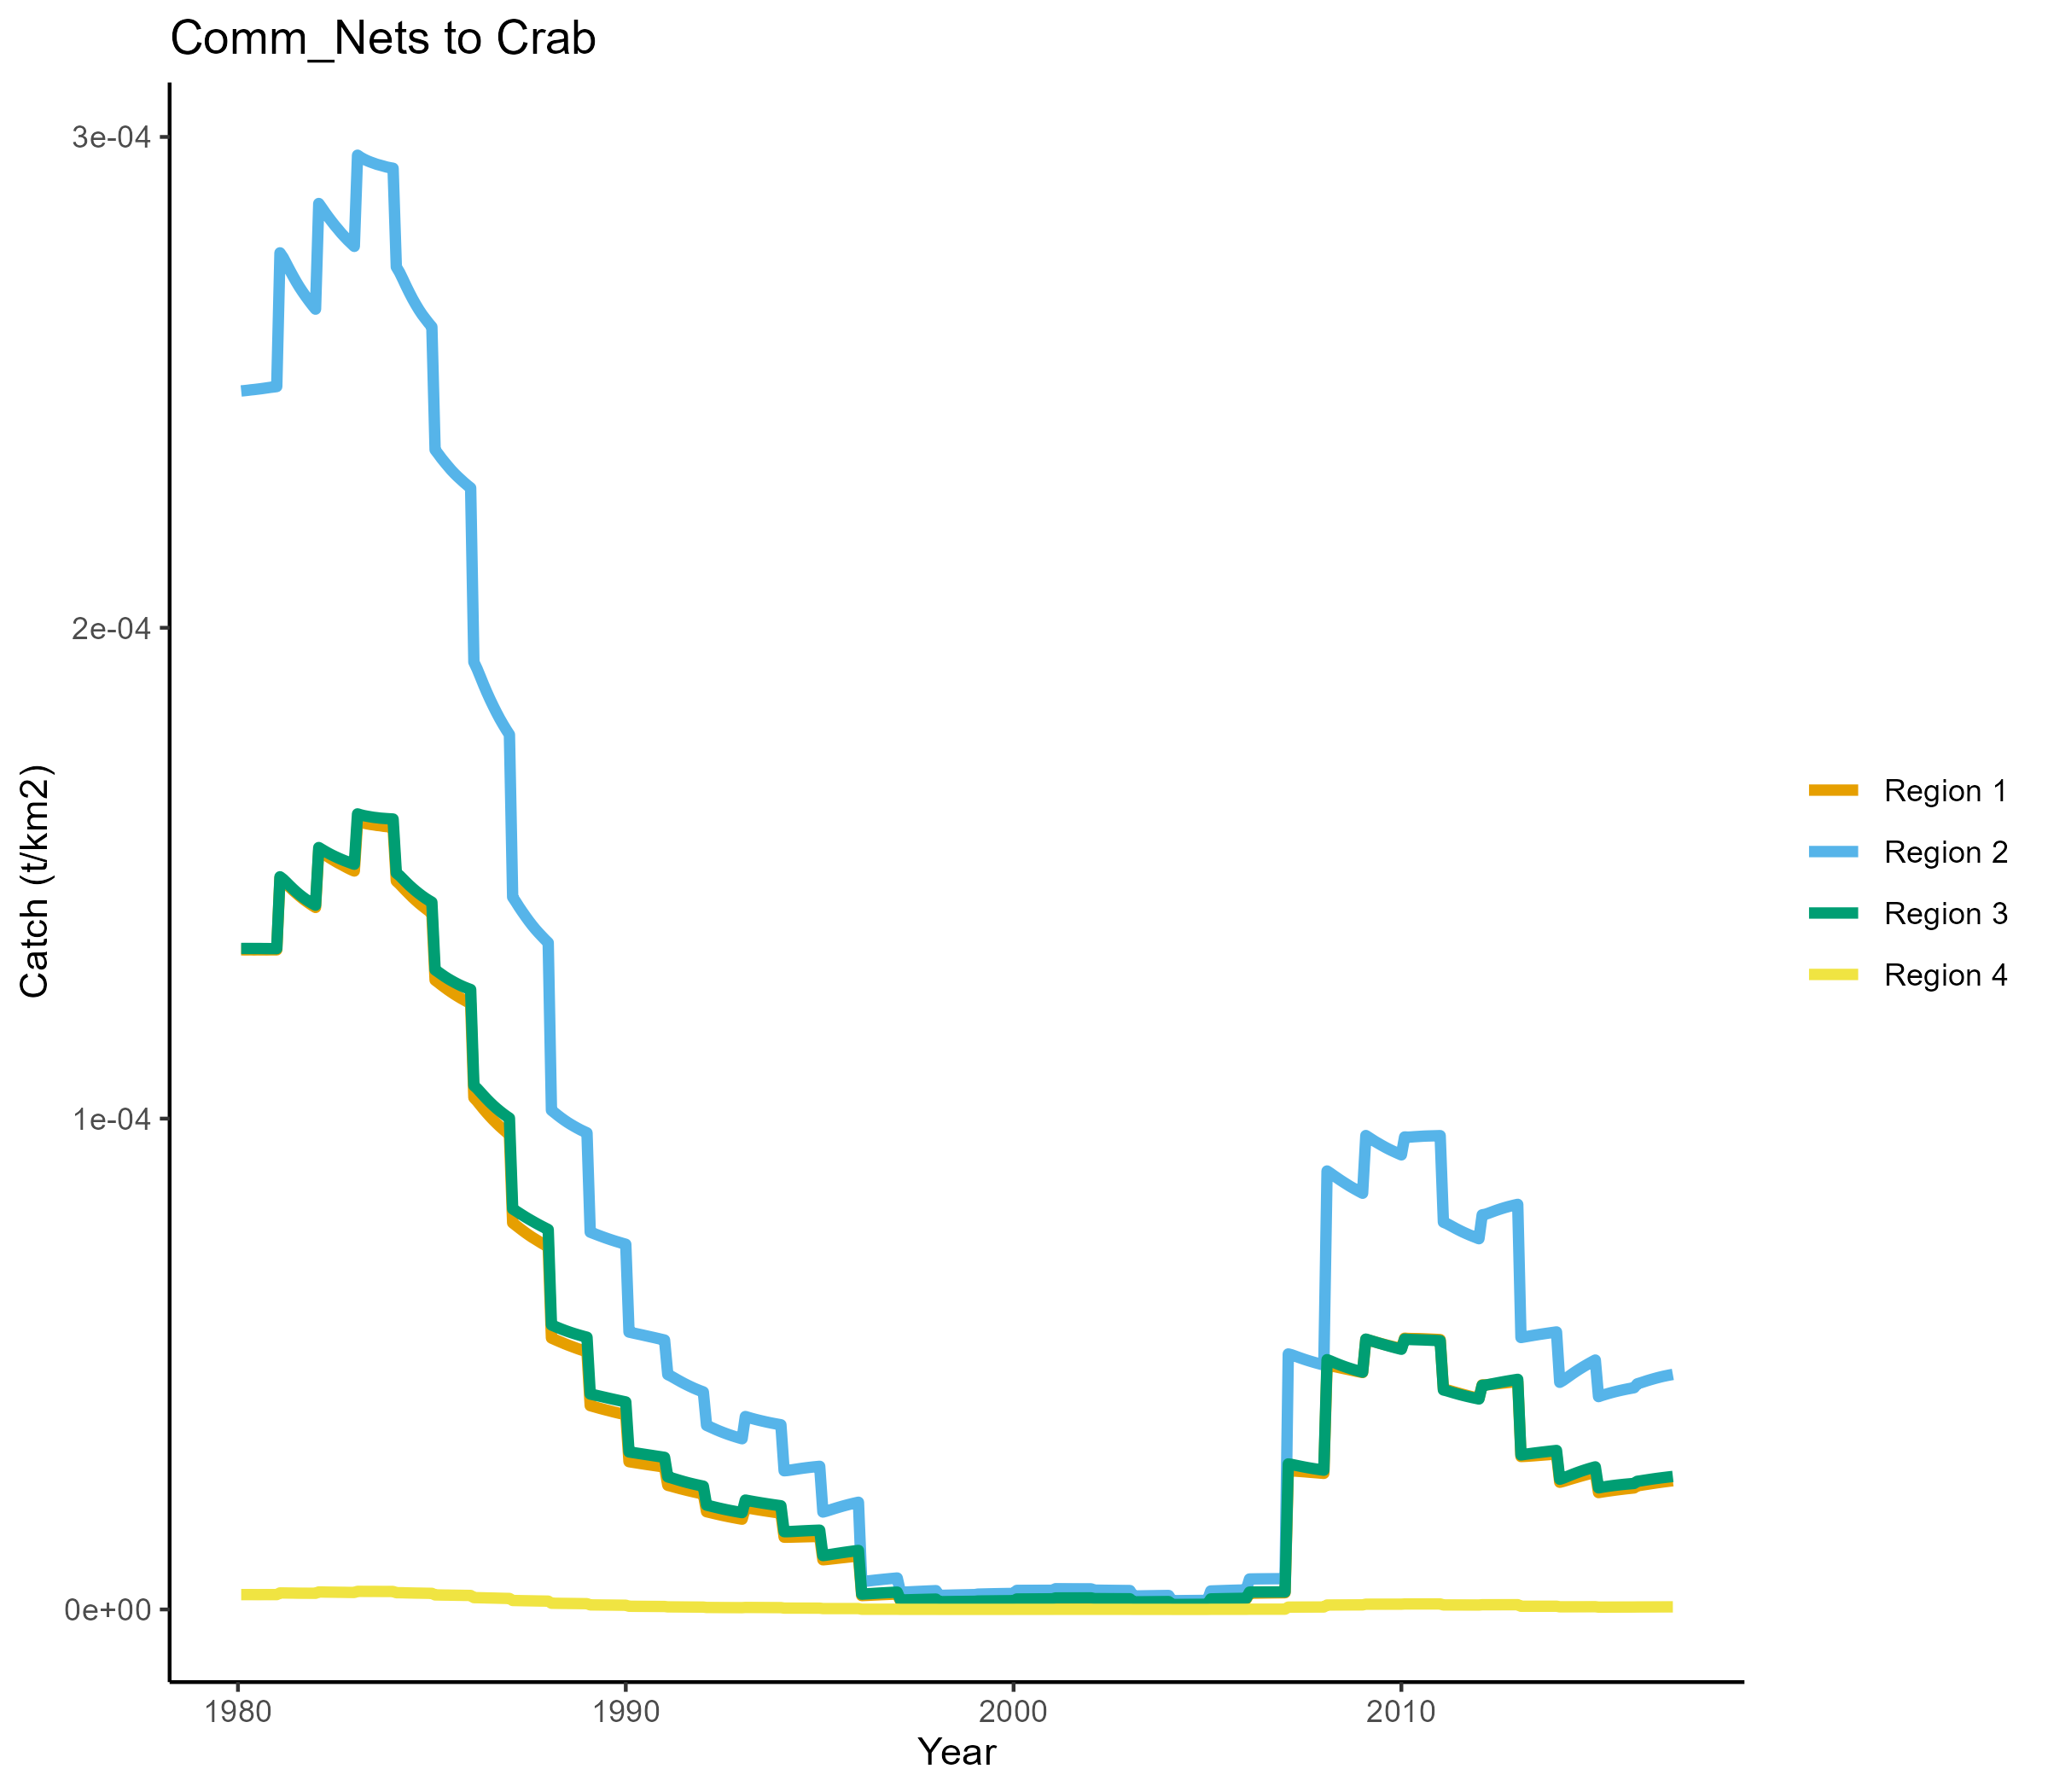 Comm_Nets to Crab
Catch (t/km2)
3e-04
2e-04
1e-04
0e+00
1980
1990
2000
2010
Year
Region 1
Region 2
Region 3
Region 4